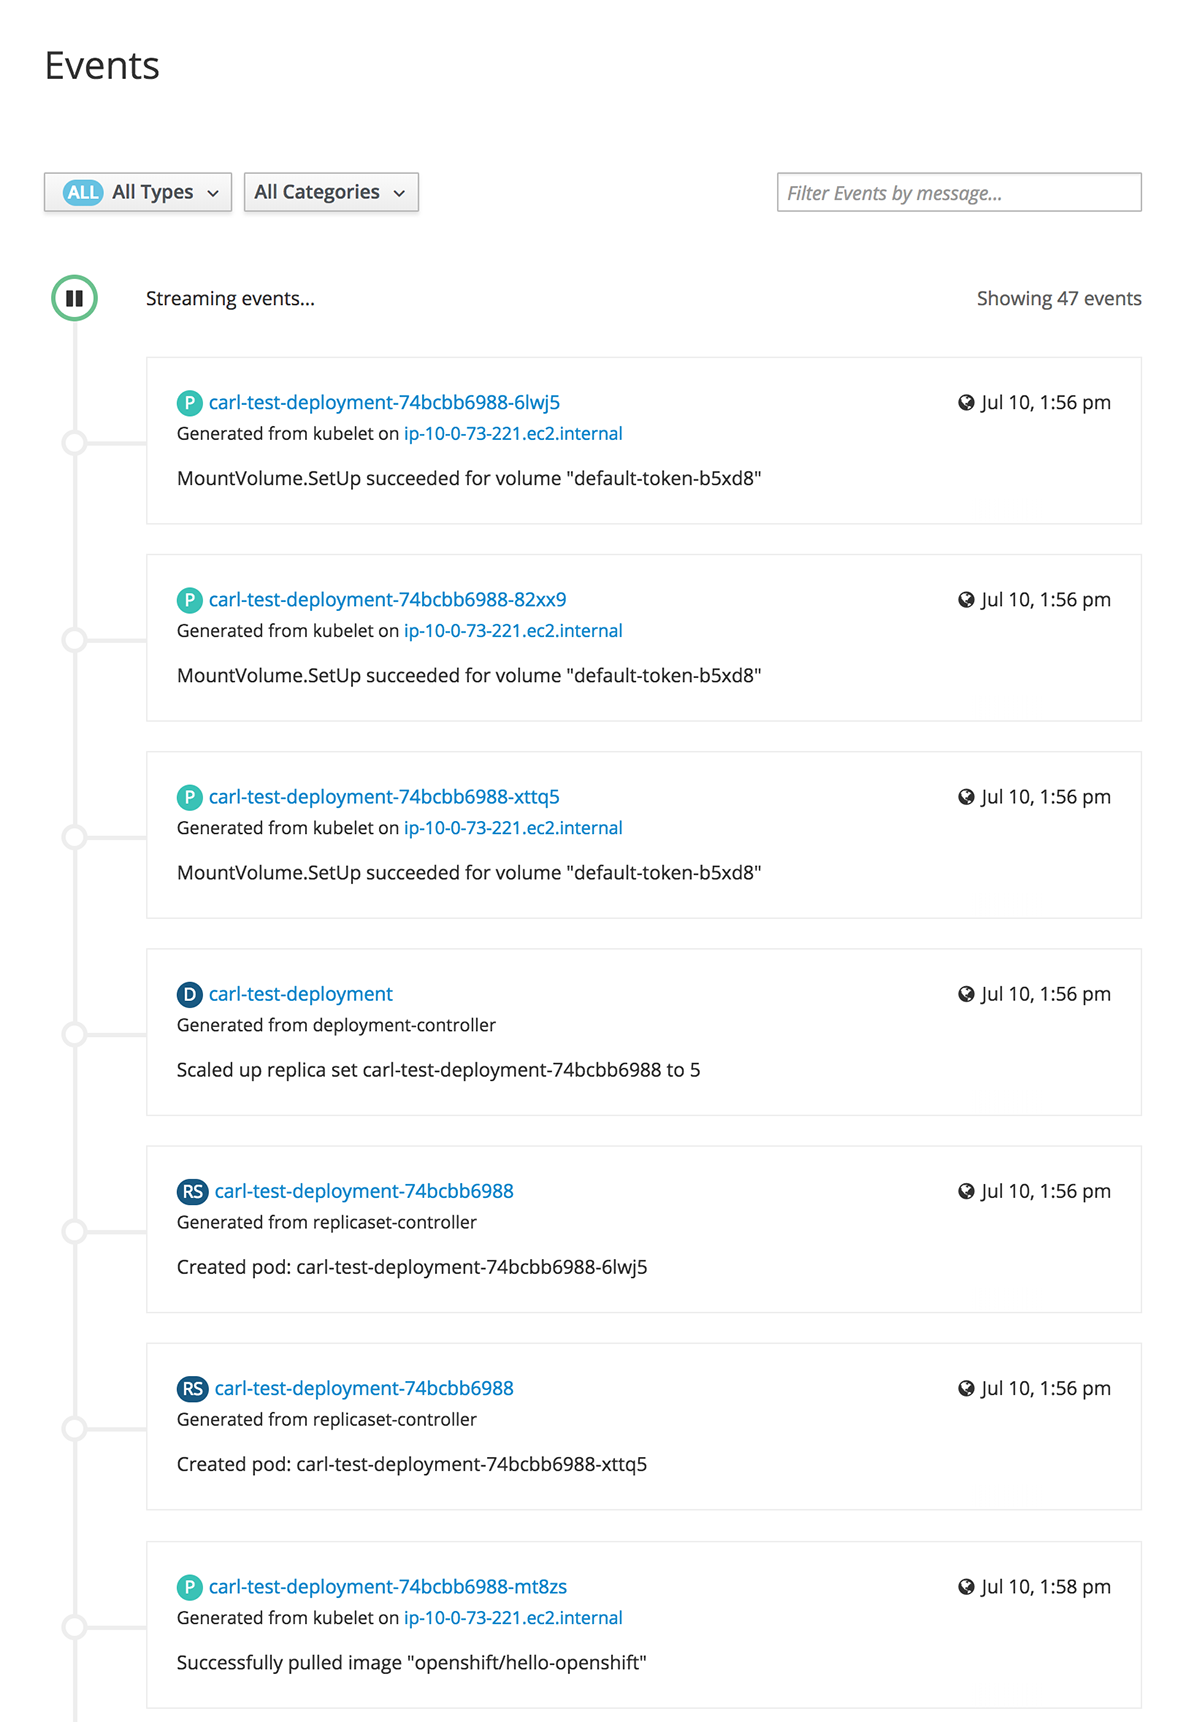 Events
ALL All Types All Categories Filter Events by message...
Streaming events... Showing 47 events
P carl-test-deployment-74bcbb6988-6lwj5 Jul 10, 1:56 pm
Generated from kubelet on ip-10-0-73-221.ec2.internal
MountVolume.SetUp succeeded for volume "default-token-b5xd8"
P carl-test-deployment-74bcbb6988-82xx9 Jul 10, 1:56 pm
Generated from kubelet on ip-10-0-73-221.ec2.internal
MountVolume.SetUp succeeded for volume "default-token-b5xd8"
P carl-test-deployment-74bcbb6988-xttq5 Jul 10, 1:56 pm
Generated from kubelet on ip-10-0-73-221.ec2.internal
MountVolume.SetUp succeeded for volume "default-token-b5xd8"
D carl-test-deployment Jul 10, 1:56 pm
Generated from deployment-controller
Scaled up replica set carl-test-deployment-74bcbb6988 to 5
RS carl-test-deployment-74bcbb6988 Jul 10, 1:56 pm
Generated from replicaset-controller
Created pod: carl-test-deployment-74bcbb6988-6lwj5
RS carl-test-deployment-74bcbb6988 Jul 10, 1:56 pm
Generated from replicaset-controller
Created pod: carl-test-deployment-74bcbb6988-xttq5
P carl-test-deployment-74bcbb6988-mt8zs Jul 10, 1:58 pm
Generated from kubelet on ip-10-0-73-221.ec2.internal
Successfully pulled image "openshift/hello-openshift"